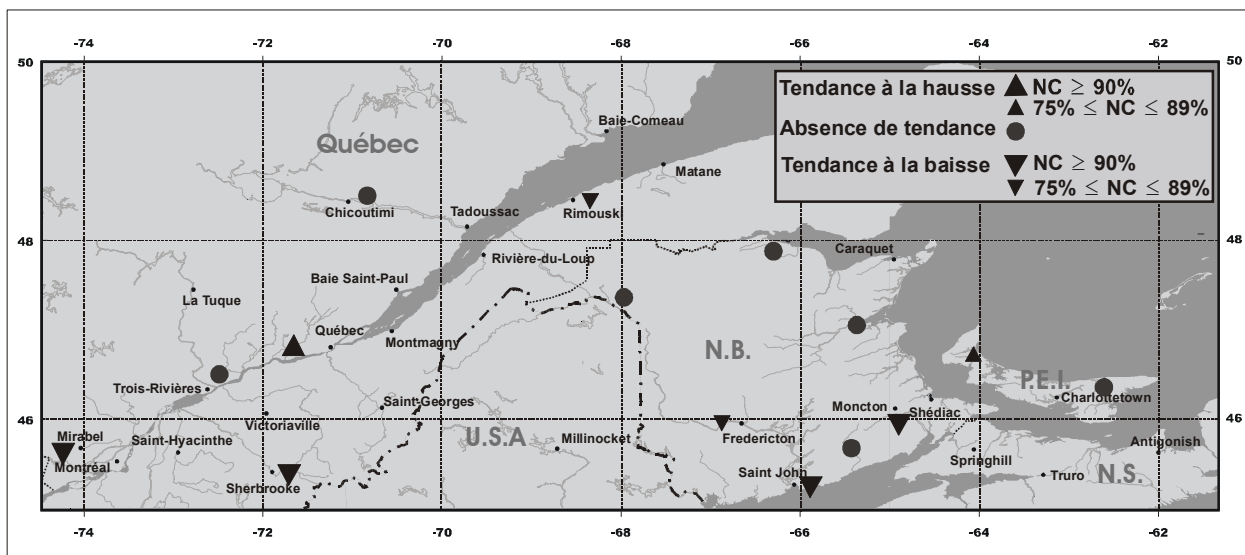 -74 -72 -70 -68 -66 -64 -62
50 50
Tendance à la hausse NC ≥ 90%
75% ≤ NC ≤ 89%
Absence de tendance
Tendance à la baisse NC ≥ 90%
75% ≤ NC ≤ 89%
Baie-Comeau
Québec
Matane
Chicoutimi
Rimousk
Tadoussac
48 48
Caraquet
Rivière-du-Loup
Baie Saint-Paul
La Tuque
Québec
Montmagny
N.B.
P.E.I.
Trois-Rivières
Saint-Georges
Charlottetown
Moncton
Shédiac
46 46
Victoriaville
U.S.A
Mirabel
Saint-Hyacinthe
Millinocket
Fredericton
Antigonish
Montréal
Springhill
N.S.
Sherbrooke
Saint John
Truro
-74 -72 -70 -68 -66 -64 -62